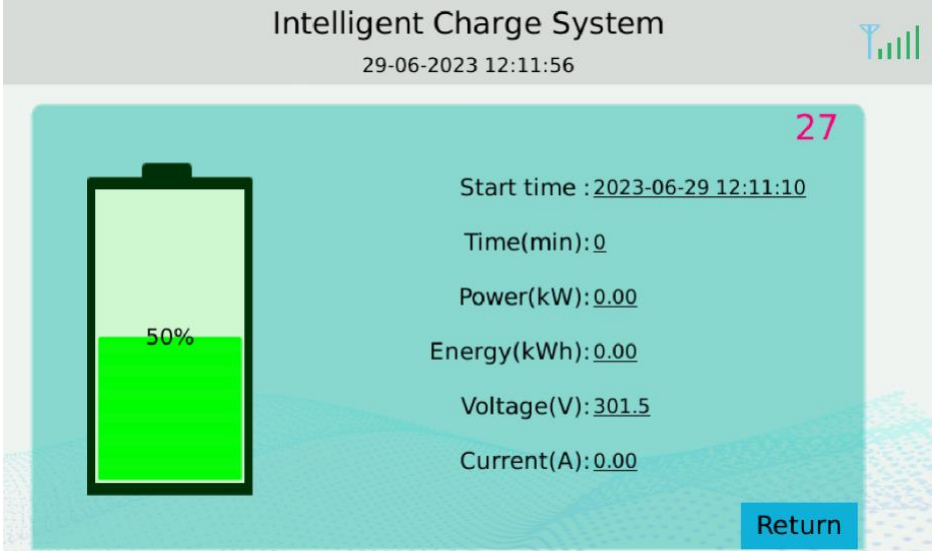 Intelligent Charge System
29-06-2023 12:11:56
27
Start time : 2023-06-29 12:11:10
Time(min): 0
Power(kW): 0.00
50%
Energy(kWh): 0.00
Voltage(V): 301.5
Current(A): 0.00
Return